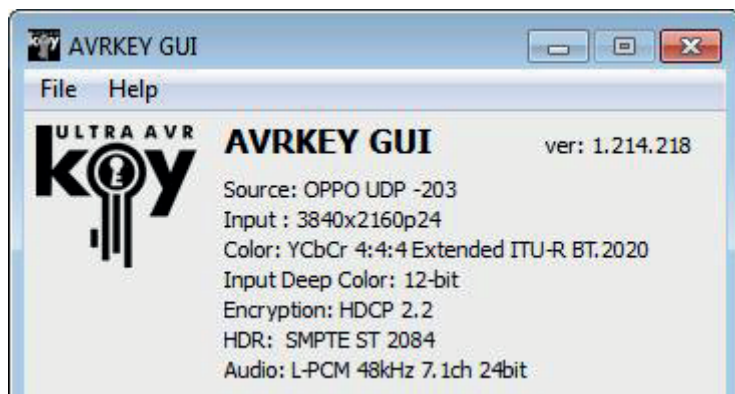 AVRKEY GUI
File Help
ULTRA AVR
key
AVRKEY GUI ver: 1.214.218
Source: OPPO UDP -203
Input : 3840x2160p24
Color: YCbCr 4:4:4 Extended ITU-R BT.2020
Input Deep Color: 12-bit
Encryption: HDCP 2.2
HDR: SMPTE ST 2084
Audio: L-PCM 48kHz 7.1ch 24bit